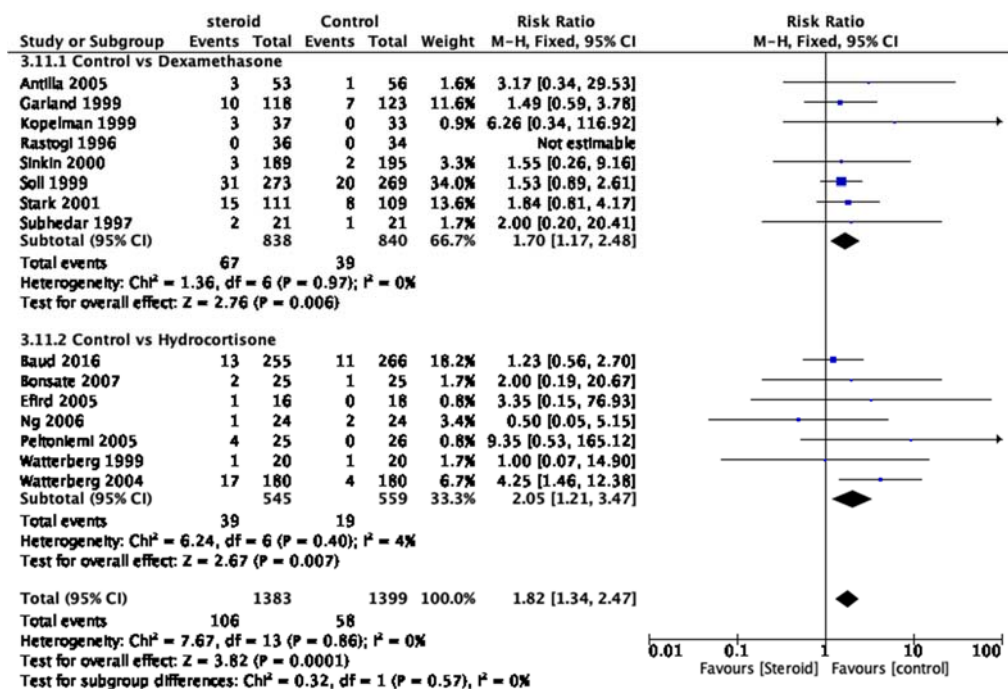 steroid Control Risk Ratio Risk Ratio
Study or Subgroup Events Total Events Total Weight M-H, Fixed, 95% CI M-H, Fixed, 95% CI
3.11.1 Control vs Dexamethasone
Antilla 2005 3 53 1 56 1.6% 3.17 [0.34, 29.53]
Garland 1999 10 118 7 123 11.6% 1.49 [0.59, 3.78]
Kopelman 1999 3 37 0 33 0.9% 6.26 [0.34, 116.92]
Rastogi 1996 0 36 0 34 Not estimable
Sinkin 2000 3 189 2 195 3.3% 1.55 [0.26, 9.16]
Soll 1999 31 273 20 269 34.0% 1.53 [0.89, 2.61]
Stark 2001 15 111 8 109 13.6% 1.84 [0.81, 4.17]
Subhedar 1997 2 21 1 21 1.7% 2.00 [0.20, 20.41]
Subtotal (95% CI) 838 840 66.7% 1.70 [1.17, 2.48]
Total events 67 39
Heterogeneity: Chi² = 1.36, df = 6 (P = 0.97); I² = 0%
Test for overall effect: Z = 2.76 (P = 0.006)
3.11.2 Control vs Hydrocortisone
Baud 2016 13 255 11 266 18.2% 1.23 [0.56, 2.70]
Bonsate 2007 2 25 1 25 1.7% 2.00 [0.19, 20.67]
Efird 2005 1 16 0 18 0.8% 3.35 [0.15, 76.93]
Ng 2006 1 24 2 24 3.4% 0.50 [0.05, 5.15]
Peltoniemi 2005 4 25 0 26 0.8% 9.35 [0.53, 165.12]
Watterberg 1999 1 20 1 20 1.7% 1.00 [0.07, 14.90]
Watterberg 2004 17 180 4 180 6.7% 4.25 [1.46, 12.38]
Subtotal (95% CI) 545 559 33.3% 2.05 [1.21, 3.47]
Total events 39 19
Heterogeneity: Chi² = 6.24, df = 6 (P = 0.40); I² = 4%
Test for overall effect: Z = 2.67 (P = 0.007)
Total (95% CI) 1383 1399 100.0% 1.82 [1.34, 2.47]
Total events 106 58
Heterogeneity: Chi² = 7.67, df = 13 (P = 0.86); I² = 0%
Test for overall effect: Z = 3.82 (P = 0.0001)
Test for subgroup differences: Chi² = 0.32, df = 1 (P = 0.57), I² = 0%
0.01 0.1 1 10 100
Favours [Steroid] Favours [control]